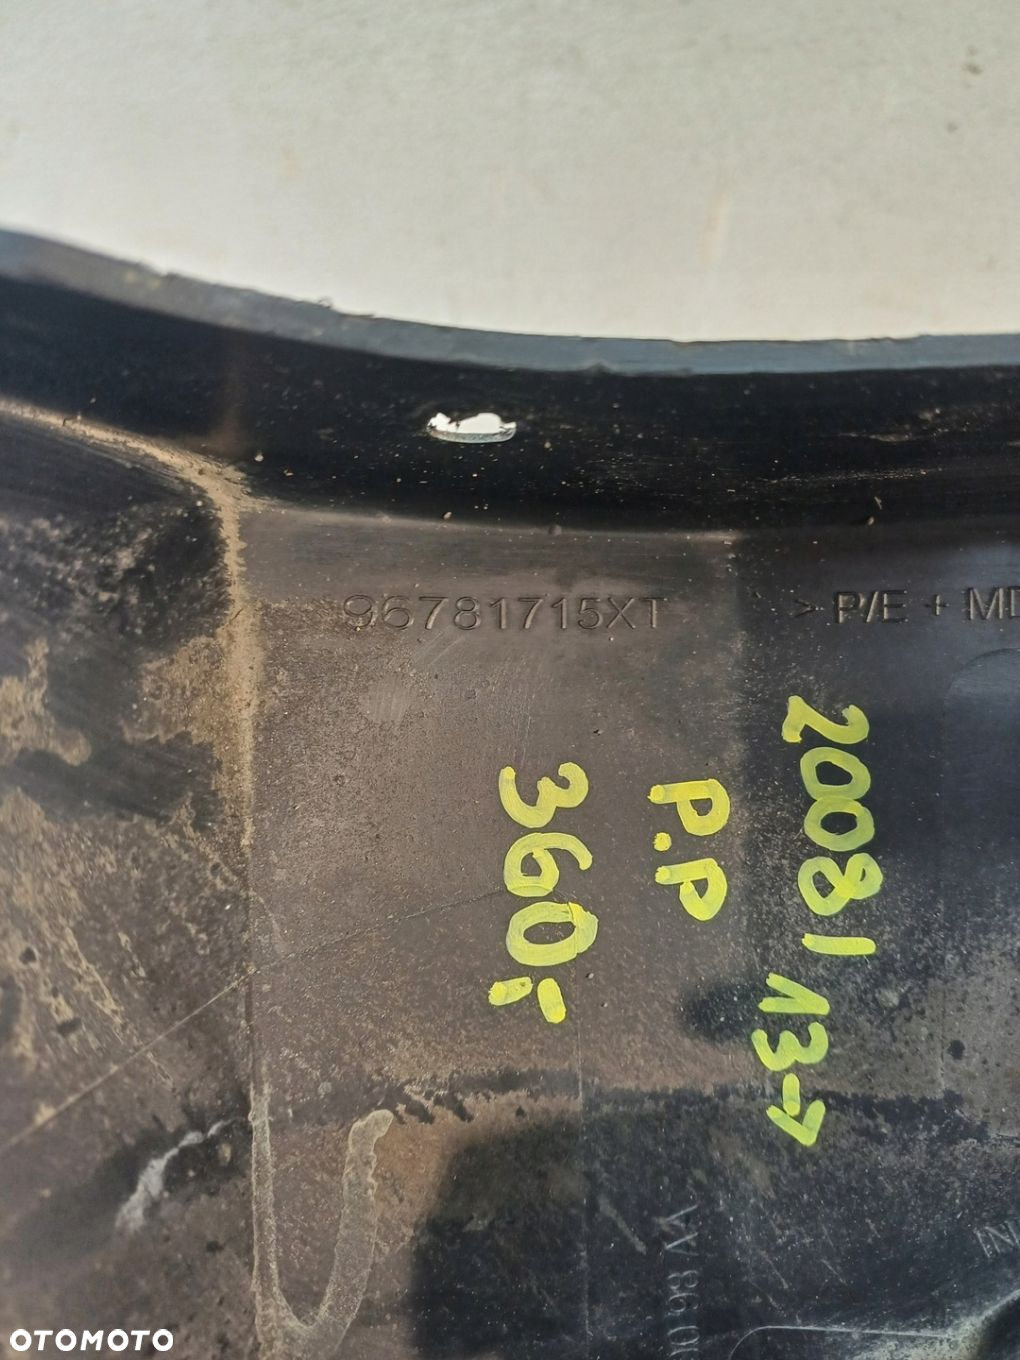 96781715XT
> P/E + MD
2008 I 13->
P.P
360,-
OTOMOTO